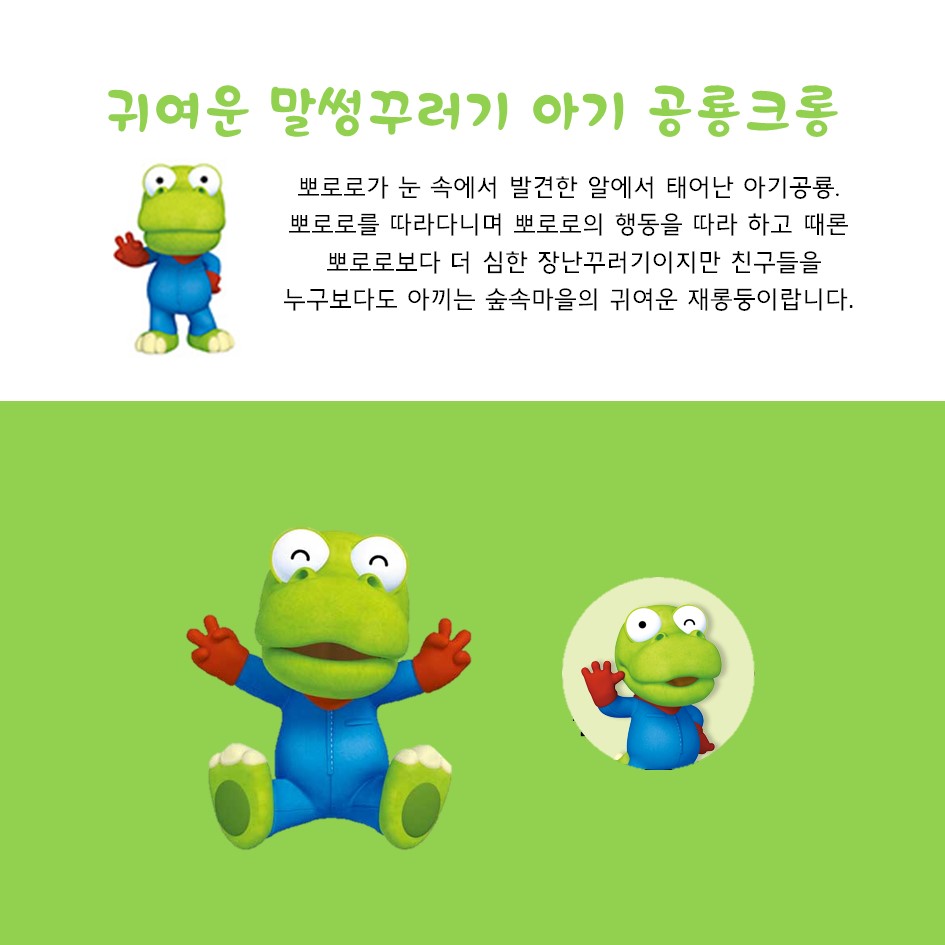 귀여운 말썽꾸러기 아기 공룡크롱
뽀로로가 눈 속에서 발견한 알에서 태어난 아기공룡.
뽀로로를 따라다니며 뽀로로의 행동을 따라 하고 때론
뽀로로보다 더 심한 장난꾸러기이지만 친구들을
누구보다도 아끼는 숲속마을의 귀여운 재롱둥이랍니다.